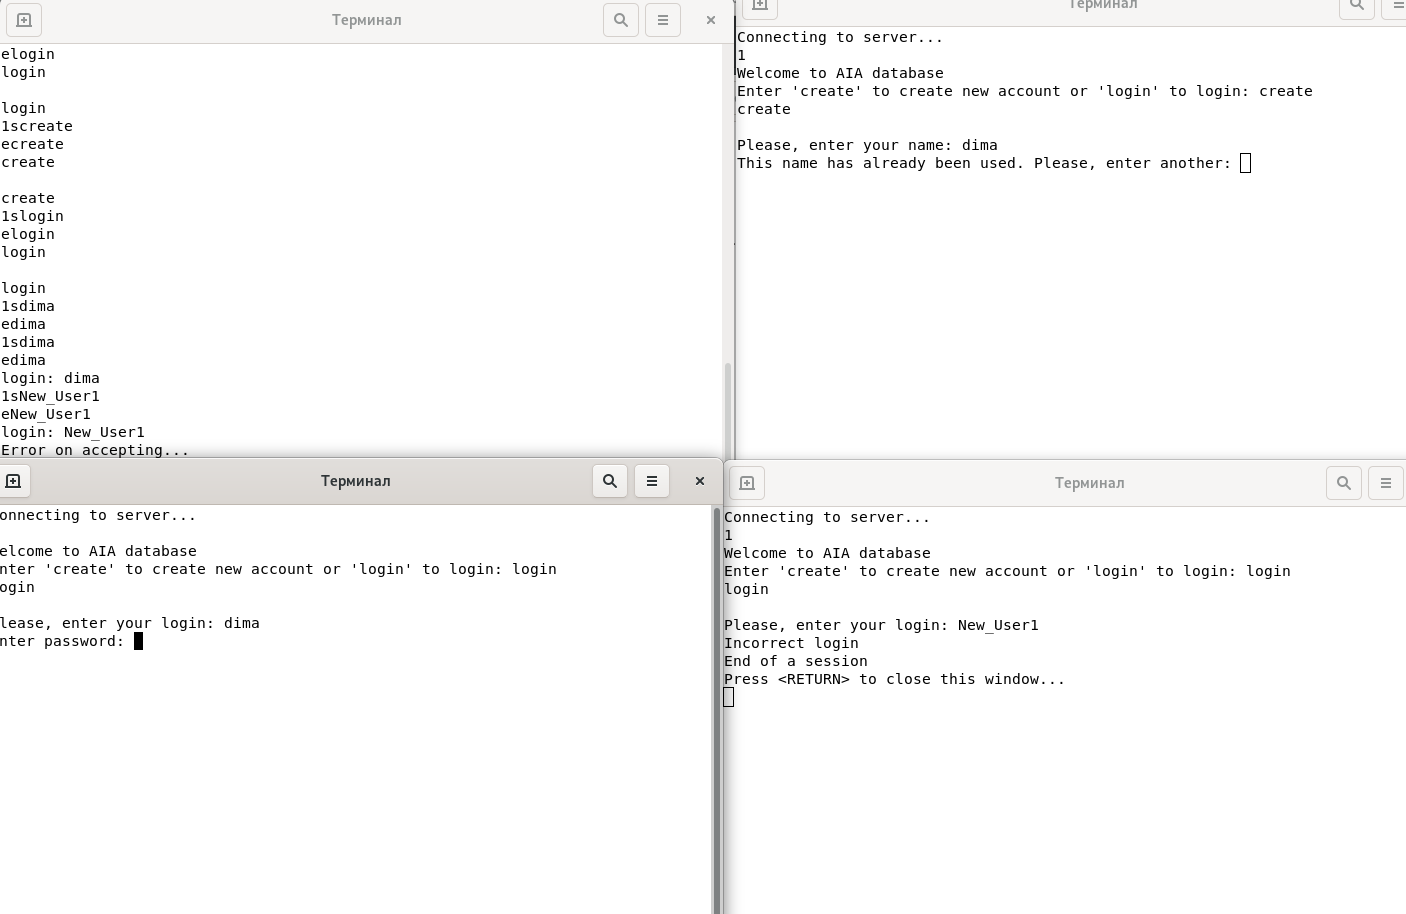 Терминал
elogin
login
login
1screate
ecreate
create
create
1slogin
elogin
login
login
1sdima
edima
1sdima
edima
login: dima
1sNew_User1
eNew_User1
login: New_User1
Error on accepting...
Терминал
Connecting to server...
1
Welcome to AIA database
Enter 'create' to create new account or 'login' to login: create
create
Please, enter your name: dima
This name has already been used. Please, enter another:
Терминал
onnecting to server...
elcome to AIA database
nter 'create' to create new account or 'login' to login: login
ogin
lease, enter your login: dima
nter password:
Терминал
Connecting to server...
1
Welcome to AIA database
Enter 'create' to create new account or 'login' to login: login
login
Please, enter your login: New_User1
Incorrect login
End of a session
Press <RETURN> to close this window...